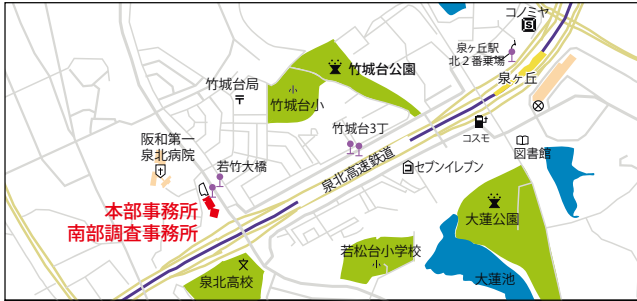 コノミヤ
S
泉ヶ丘駅
北2番乗場
泉ヶ丘
竹城台公園
竹城台局
竹城台小
小
竹城台3丁
コスモ
図書館
阪和第一
泉北病院
若竹大橋
泉北高速鉄道
セブンイレブン
本部事務所
南部調査事務所
大蓮公園
若松台小学校
小
文
泉北高校
大蓮池